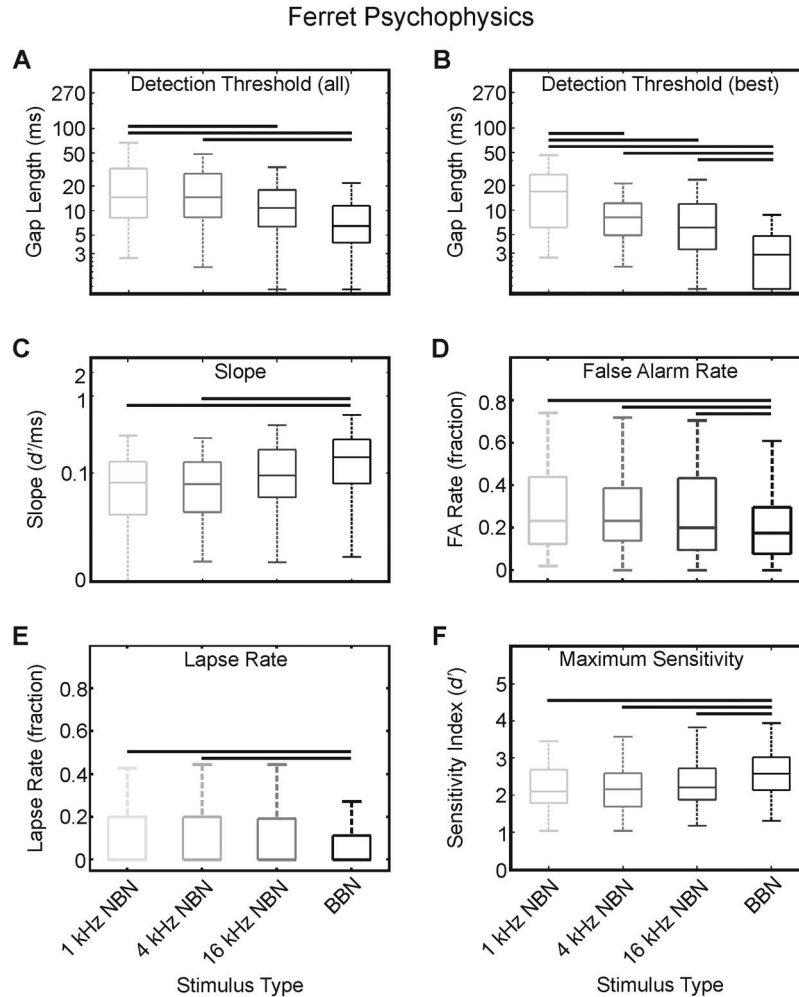 Ferret Psychophysics
A
Detection Threshold (all)
Gap Length (ms)
270
100
50
20
10
5
3
B
Detection Threshold (best)
Gap Length (ms)
270
100
50
20
10
5
3
C
Slope
Slope (d'/ms)
2
1
0.1
0
D
False Alarm Rate
FA Rate (fraction)
0.8
0.6
0.4
0.2
0
E
Lapse Rate
Lapse Rate (fraction)
0.8
0.6
0.4
0.2
0
1 kHz NBN
4 kHz NBN
16 kHz NBN
BBN
Stimulus Type
F
Maximum Sensitivity
Sensitivity Index (d')
5
4
3
2
1
0
1 kHz NBN
4 kHz NBN
16 kHz NBN
BBN
Stimulus Type